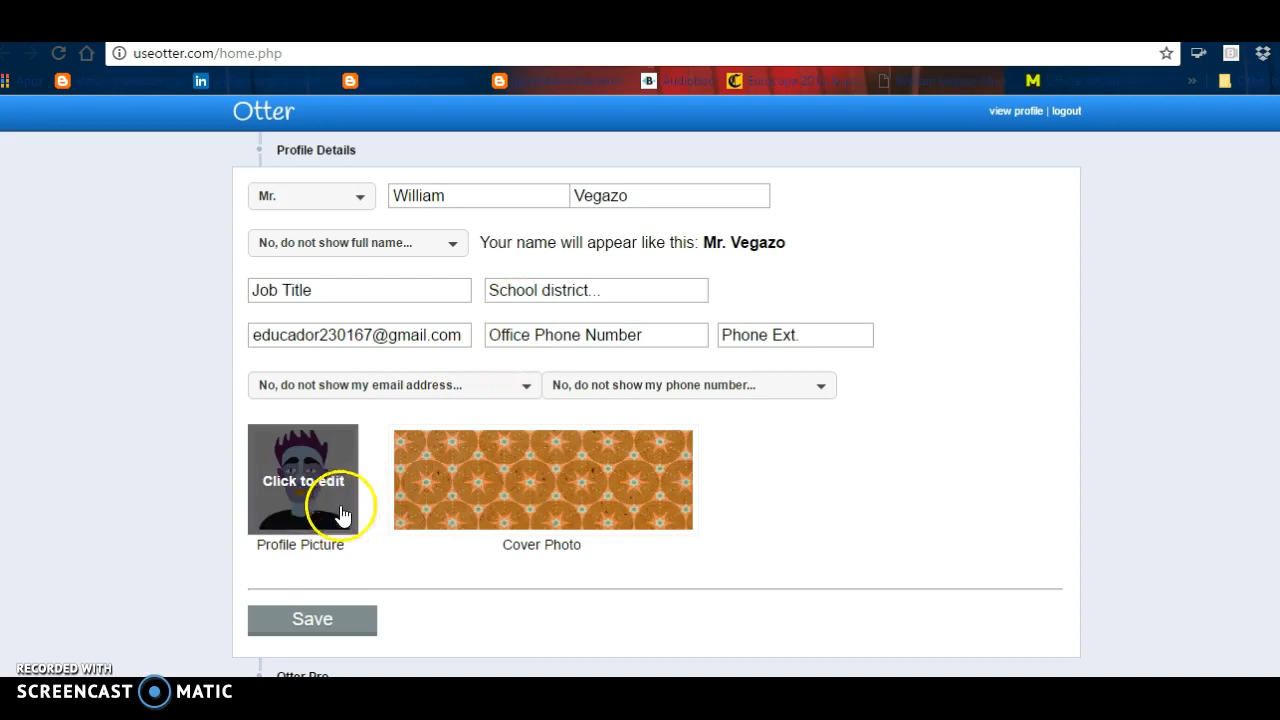 useotter.com/home.php
Otter
view profile | logout
Profile Details
Mr.
William
Vegazo
No, do not show full name...
Your name will appear like this: Mr. Vegazo
Job Title
School district...
educador230167@gmail.com
Office Phone Number
Phone Ext.
No, do not show my email address...
No, do not show my phone number...
Click to edit
Profile Picture
Cover Photo
Save
Otter Pro
RECORDED WITH
SCREENCAST MATIC